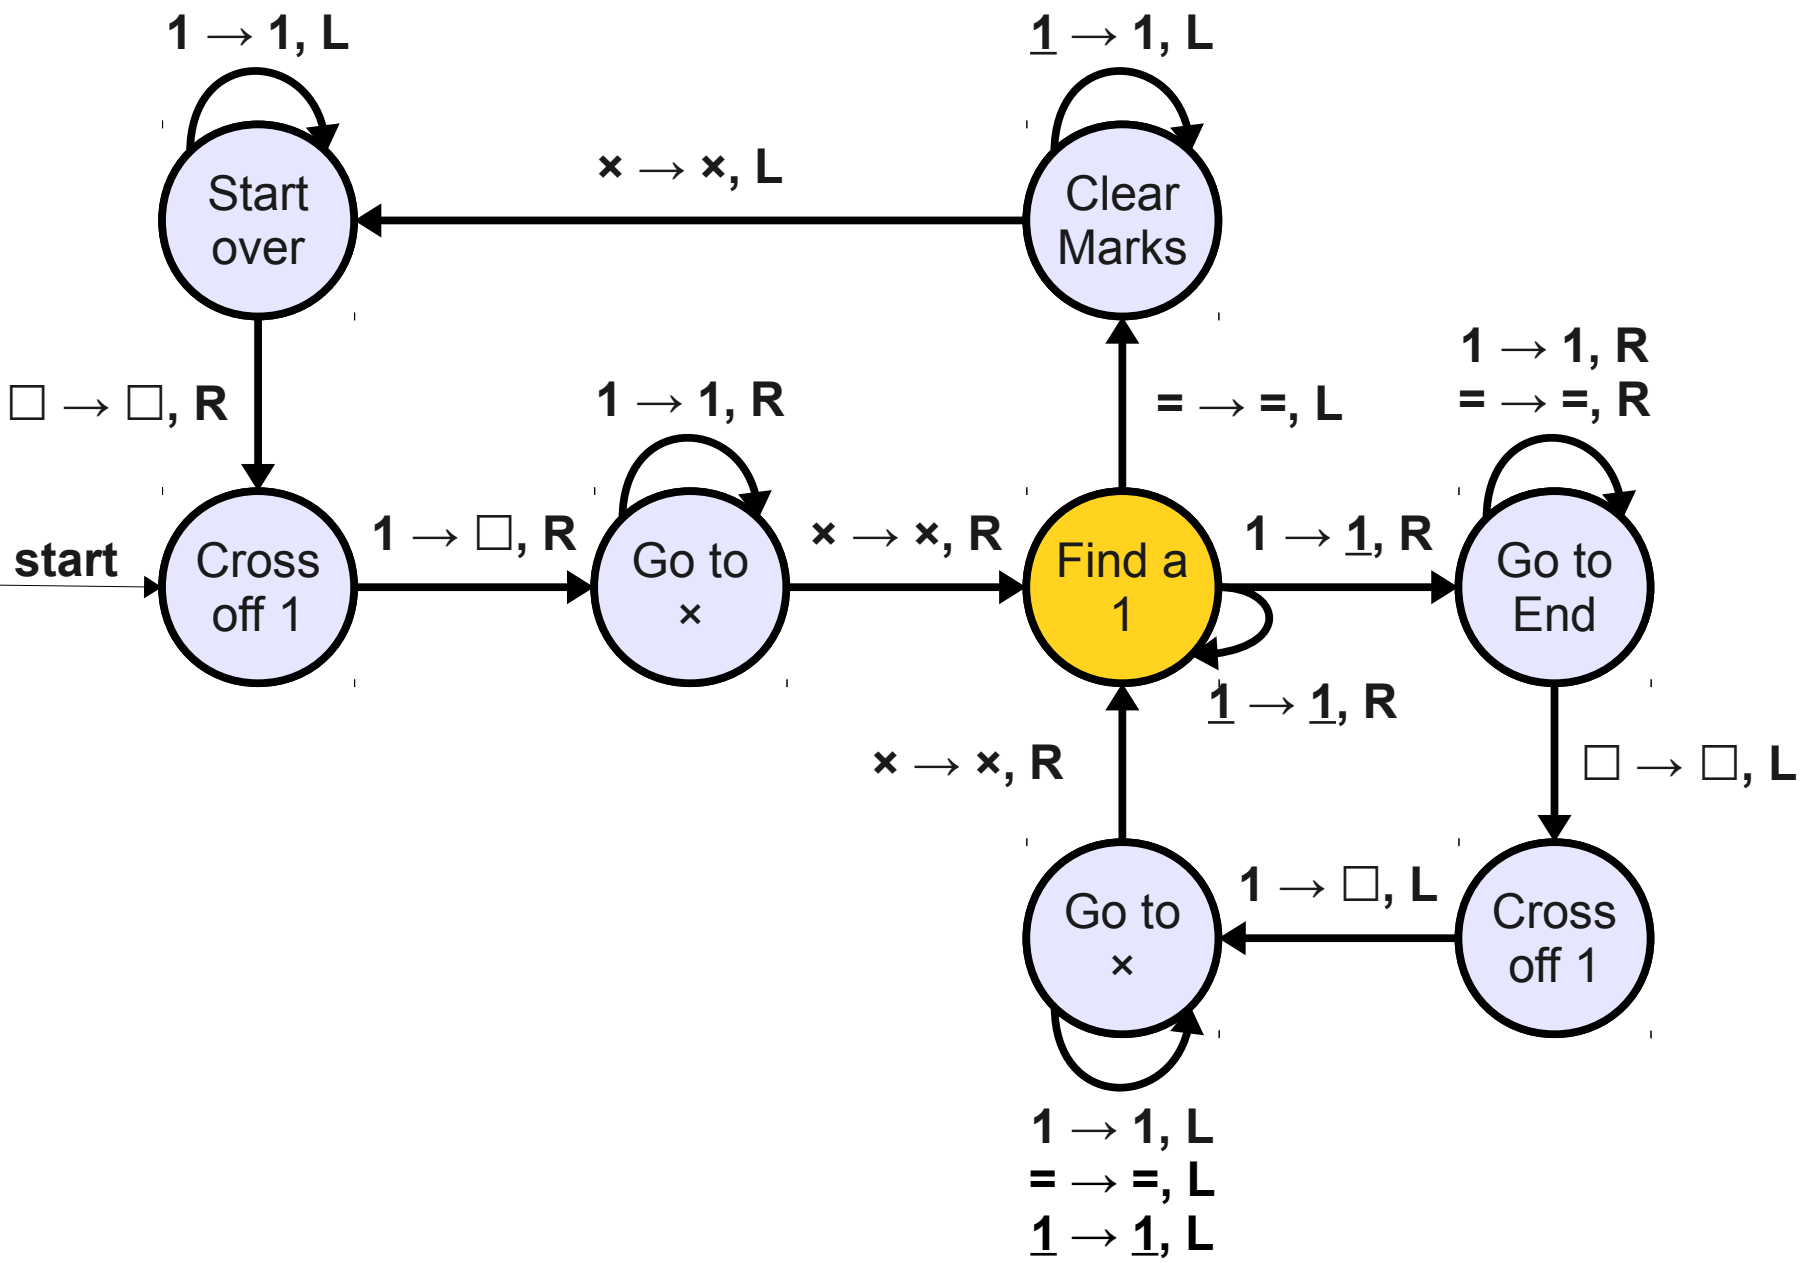 1 → 1, L
1 → 1, L
Start
over
× → ×, L
Clear
Marks
□ → □, R
1 → 1, R
= → =, L
1 → 1, R
= → =, R
start
Cross
off 1
1 → □, R
Go to
×
× → ×, R
Find a
1
1 → 1, R
Go to
End
1 → 1, R
× → ×, R
□ → □, L
Go to
×
1 → □, L
Cross
off 1
1 → 1, L
= → =, L
1 → 1, L